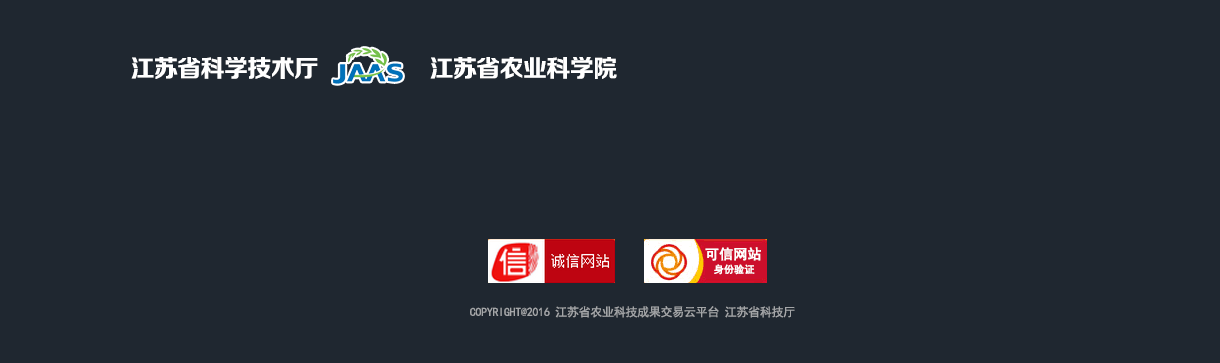 江苏省科学技术厅 JAAS 江苏省农业科学院
信 诚信网站 可信网站
身份验证
COPYRIGHT@2016 江苏省农业科技成果交易云平台 江苏省科技厅